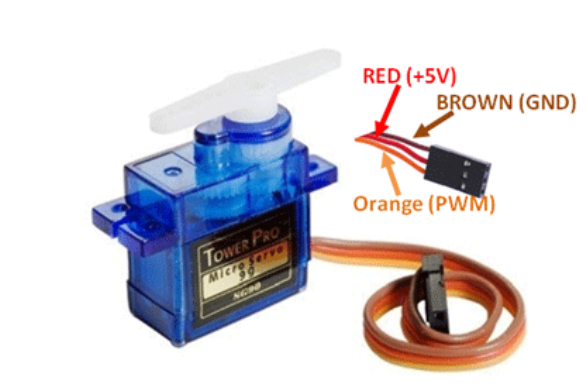 RED (+5V)
BROWN (GND)
Orange (PWM)
TOWER PRO
Micro Servo
9g
SG90